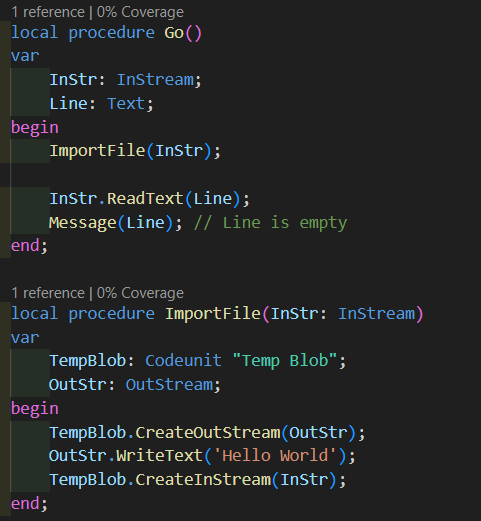 1 reference | 0% Coverage
local procedure Go()
var
    InStr: InStream;
    Line: Text;
begin
    ImportFile(InStr);

    InStr.ReadText(Line);
    Message(Line); // Line is empty
end;

1 reference | 0% Coverage
local procedure ImportFile(InStr: InStream)
var
    TempBlob: Codeunit "Temp Blob";
    OutStr: OutStream;
begin
    TempBlob.CreateOutStream(OutStr);
    OutStr.WriteText('Hello World');
    TempBlob.CreateInStream(InStr);
end;